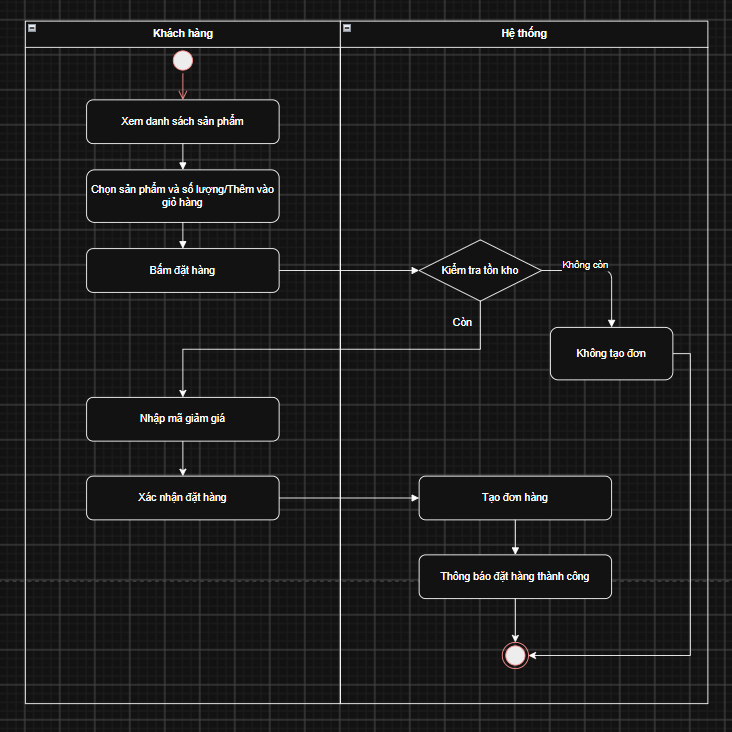 Khách hàng
Hệ thống
Xem danh sách sản phẩm
Chọn sản phẩm và số lượng/Thêm vào
giỏ hàng
Bấm đặt hàng
Kiểm tra tồn kho
Không còn
Còn
Không tạo đơn
Nhập mã giảm giá
Xác nhận đặt hàng
Tạo đơn hàng
Thông báo đặt hàng thành công